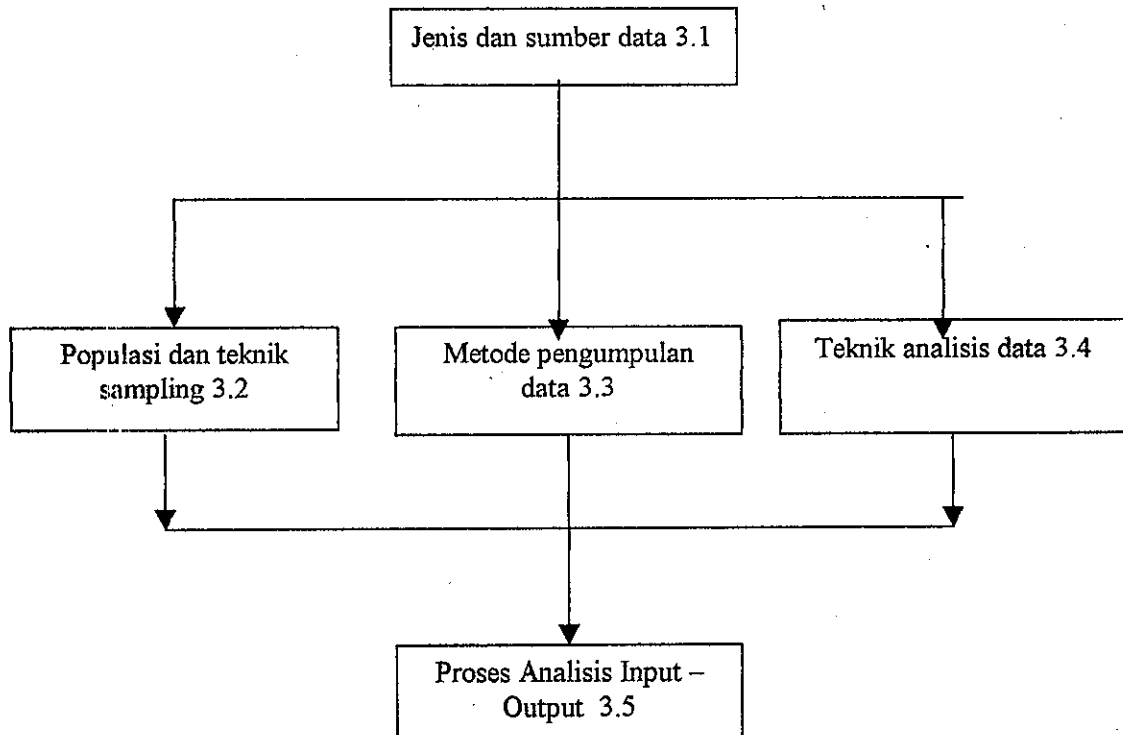 Jenis dan sumber data 3.1
Populasi dan teknik
sampling 3.2
Metode pengumpulan
data 3.3
Teknik analisis data 3.4
Proses Analisis Input –
Output 3.5